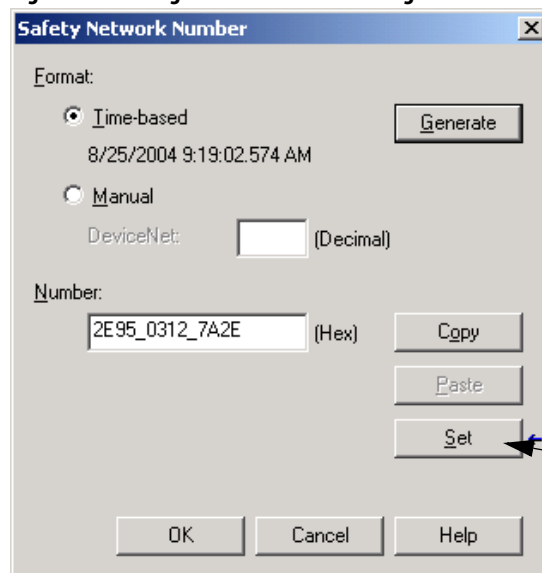 Safety Network Number
Format:
Time-based
Generate
8/25/2004 9:19:02.574 AM
Manual
DeviceNet: (Decimal)
Number:
2E95_0312_7A2E (Hex)
Copy
Paste
Set
OK Cancel Help